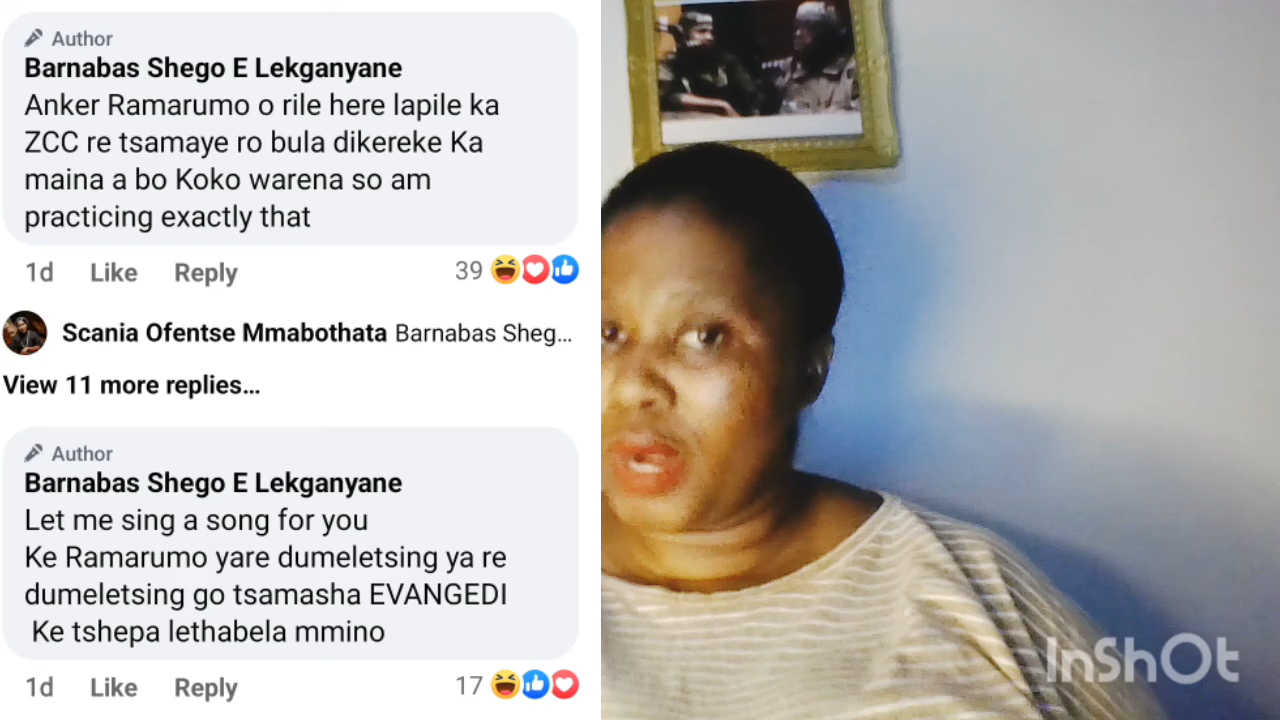 Author
Barnabas Shego E Lekganyane
Anker Ramarumo o rile here lapile ka
ZCC re tsamaye ro bula dikereke Ka
maina a bo Koko warena so am
practicing exactly that
1d Like Reply 39
Scania Ofentse Mmabothata Barnabas Sheg...
View 11 more replies...
Author
Barnabas Shego E Lekganyane
Let me sing a song for you
Ke Ramarumo yare dumeletsing ya re
dumeletsing go tsamasha EVANGEDI
Ke tshepa lethabela mmino
1d Like Reply 17
InShOt